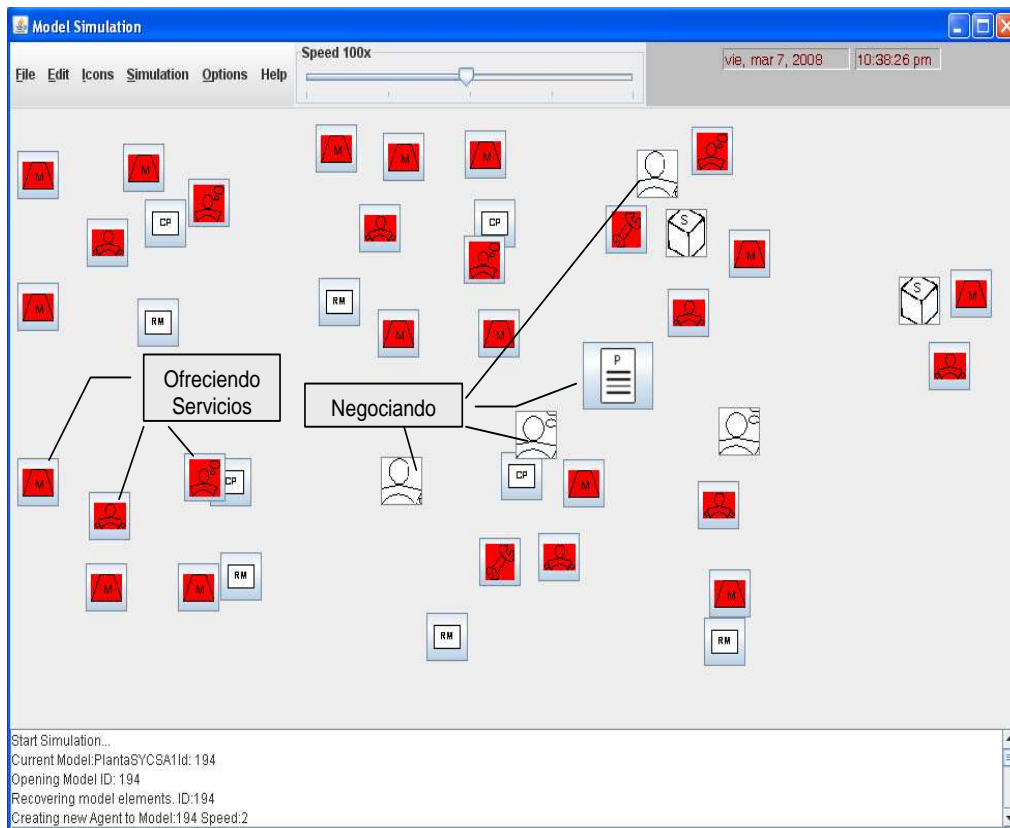 Model Simulation
File Edit Icons Simulation Options Help
Speed 100x
vie, mar 7, 2008
10:38:26 pm
M
M
M
M
M
CP
CP
S
M
S
M
M
RM
RM
M
M
P
Ofreciendo
Servicios
Negociando
M
CP
CP
M
M
M
RM
M
RM
RM
Start Simulation...
Current Model:PlantaSYCSA1Id: 194
Opening Model ID: 194
Recovering model elements. ID:194
Creating new Agent to Model:194 Speed:2